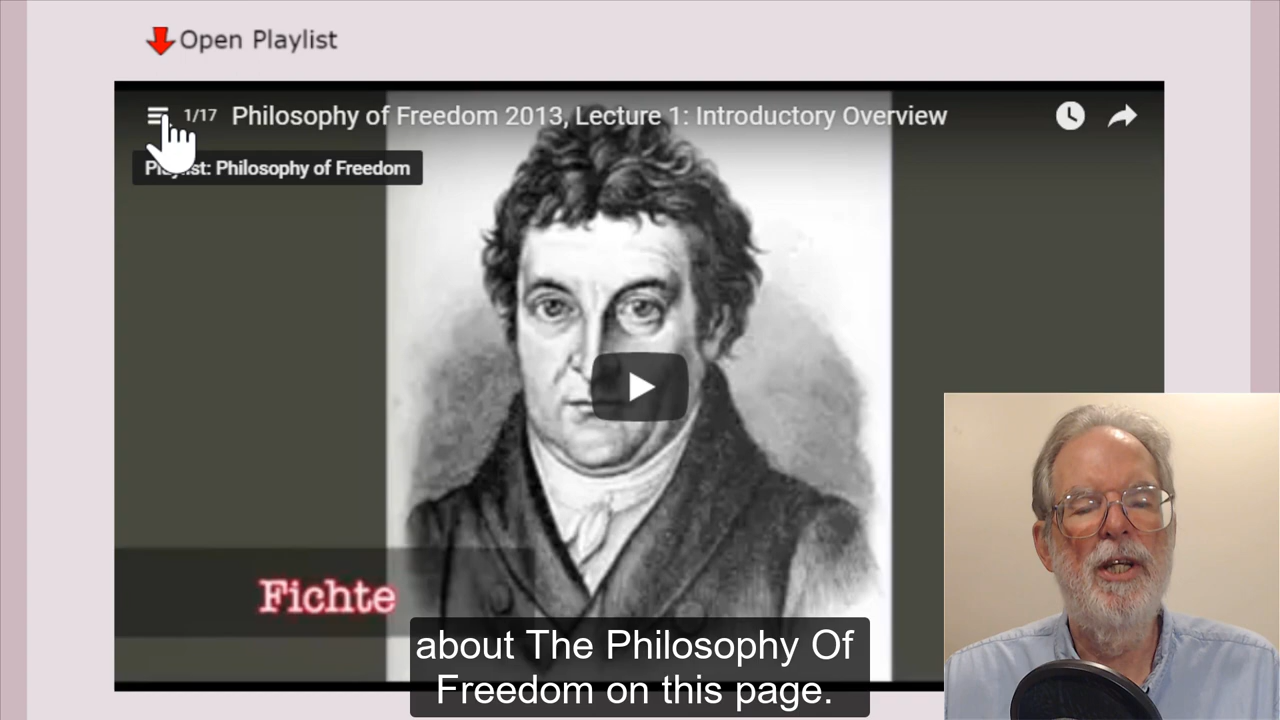 Open Playlist
1/17 Philosophy of Freedom 2013, Lecture 1: Introductory Overview
Playlist: Philosophy of Freedom
Fichte
about The Philosophy Of
Freedom on this page.